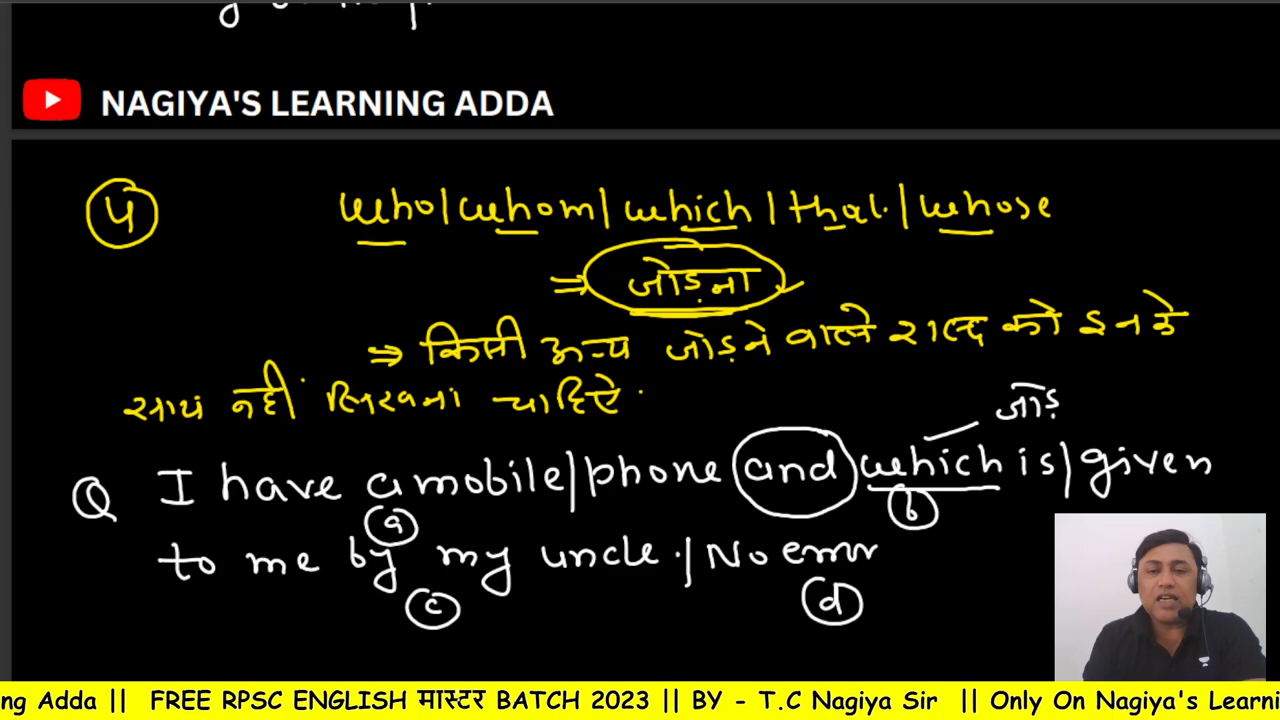 NAGIYA'S LEARNING ADDA
4 who/whom/which/that/whose
⇒ जोड़ना
⇒ किसी अन्य जोड़ने वाले शब्द को इनके
साथ नहीं लिखना चाहिऐ.
जोड़
Q I have a mobile/phone and which is/given
a b
to me by my uncle./No error
c d
ng Adda || FREE RPSC ENGLISH मास्टर BATCH 2023 || BY - T.C Nagiya Sir || Only On Nagiya's Learni